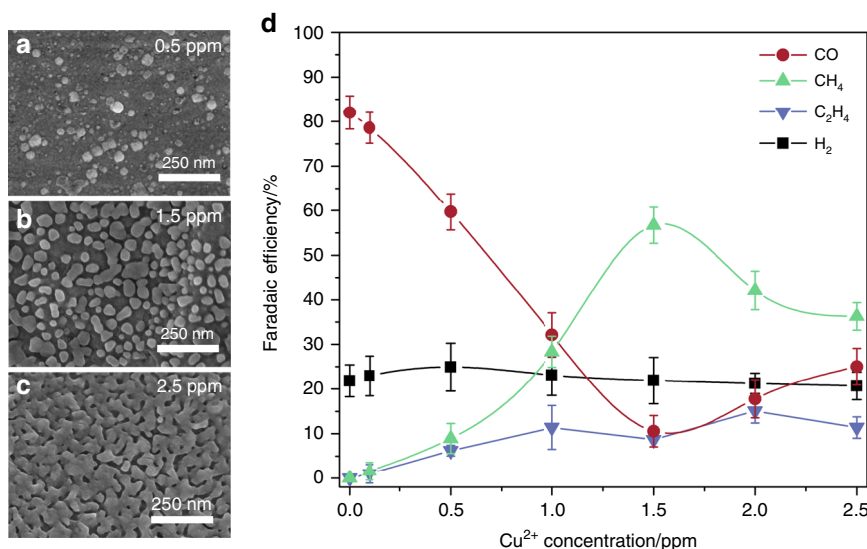 a
0.5 ppm
250 nm
b
1.5 ppm
250 nm
c
2.5 ppm
250 nm
d
100
90
80
70
60
50
40
30
20
10
0
Faradaic efficiency/%
0.0 0.5 1.0 1.5 2.0 2.5
Cu²⁺ concentration/ppm
CO
CH₄
C₂H₄
H₂